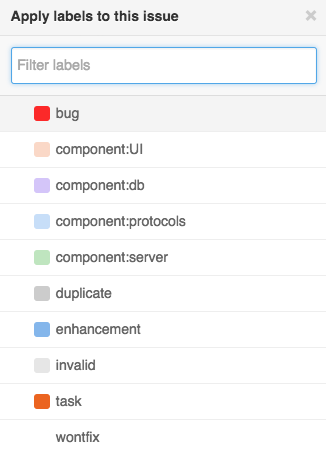 Apply labels to this issue
Filter labels
bug
component:UI
component:db
component:protocols
component:server
duplicate
enhancement
invalid
task
wontfix